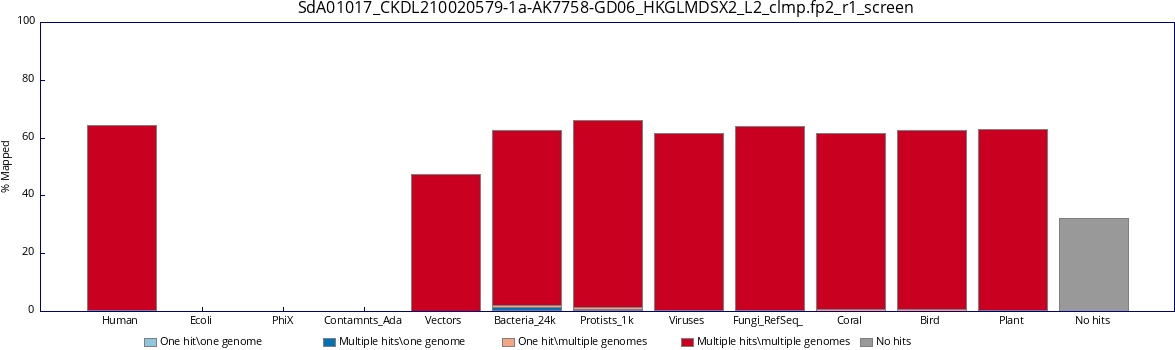 SdA01017_CKDL210020579-1a-AK7758-GD06_HKGLMDSX2_L2_clmp.fp2_r1_screen
100
80
60
40
20
0
% Mapped
Human Ecoli PhiX Contamnts_Ada Vectors Bacteria_24k Protists_1k Viruses Fungi_RefSeq_ Coral Bird Plant No hits
One hit\one genome Multiple hits\one genome One hit\multiple genomes Multiple hits\multiple genomes No hits